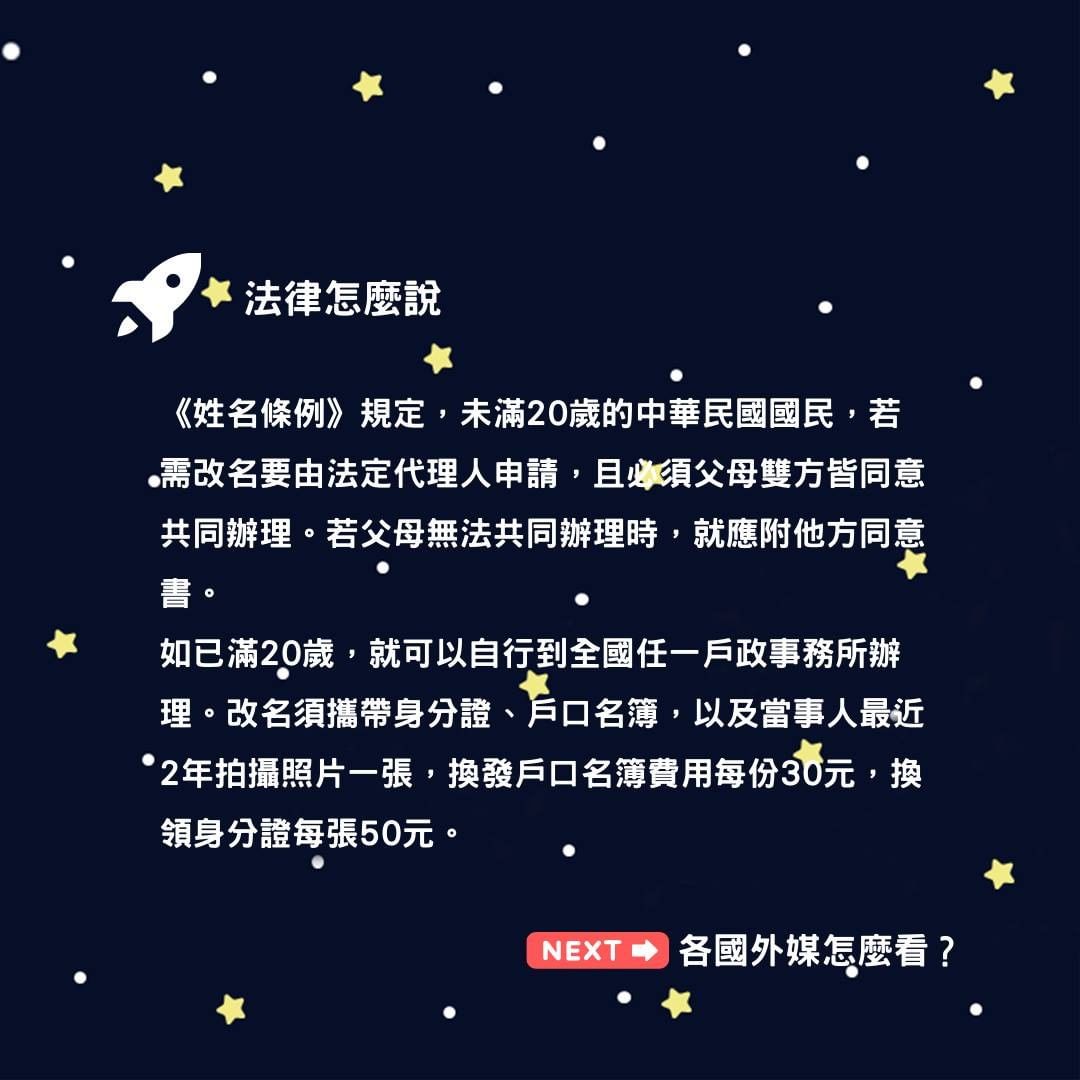 法律怎麼說
《姓名條例》規定，未滿20歲的中華民國國民，若
需改名要由法定代理人申請，且必須父母雙方皆同意
共同辦理。若父母無法共同辦理時，就應附他方同意
書。
如已滿20歲，就可以自行到全國任一戶政事務所辦
理。改名須攜帶身分證、戶口名簿，以及當事人最近
2年拍攝照片一張，換發戶口名簿費用每份30元，換
領身分證每張50元。
NEXT ➡ 各國外媒怎麼看？